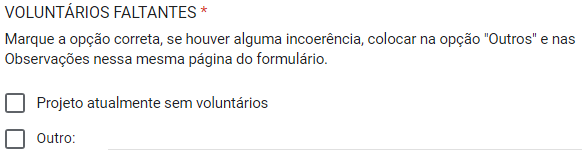 VOLUNTÁRIOS FALTANTES *
Marque a opção correta, se houver alguma incoerência, colocar na opção "Outros" e nas
Observações nessa mesma página do formulário.
Projeto atualmente sem voluntários
Outro: